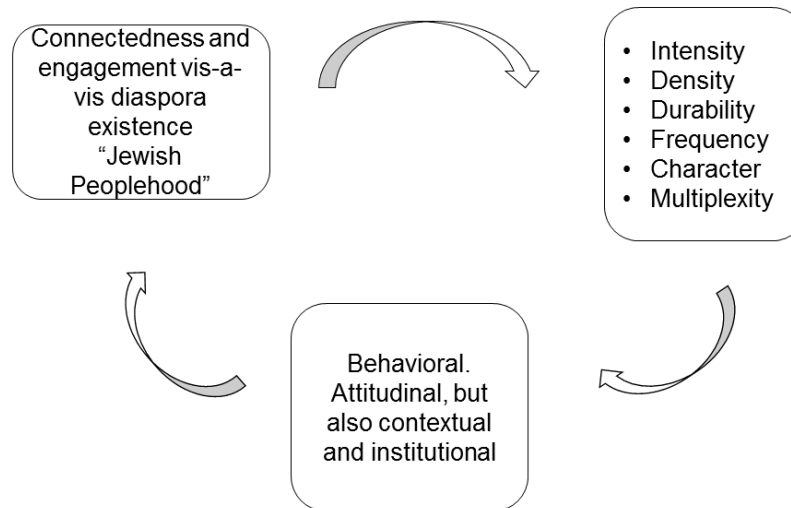 Connectedness and
engagement vis-a-
vis diaspora
existence
“Jewish
Peoplehood”
• Intensity
• Density
• Durability
• Frequency
• Character
• Multiplexity
Behavioral.
Attitudinal, but
also contextual
and institutional